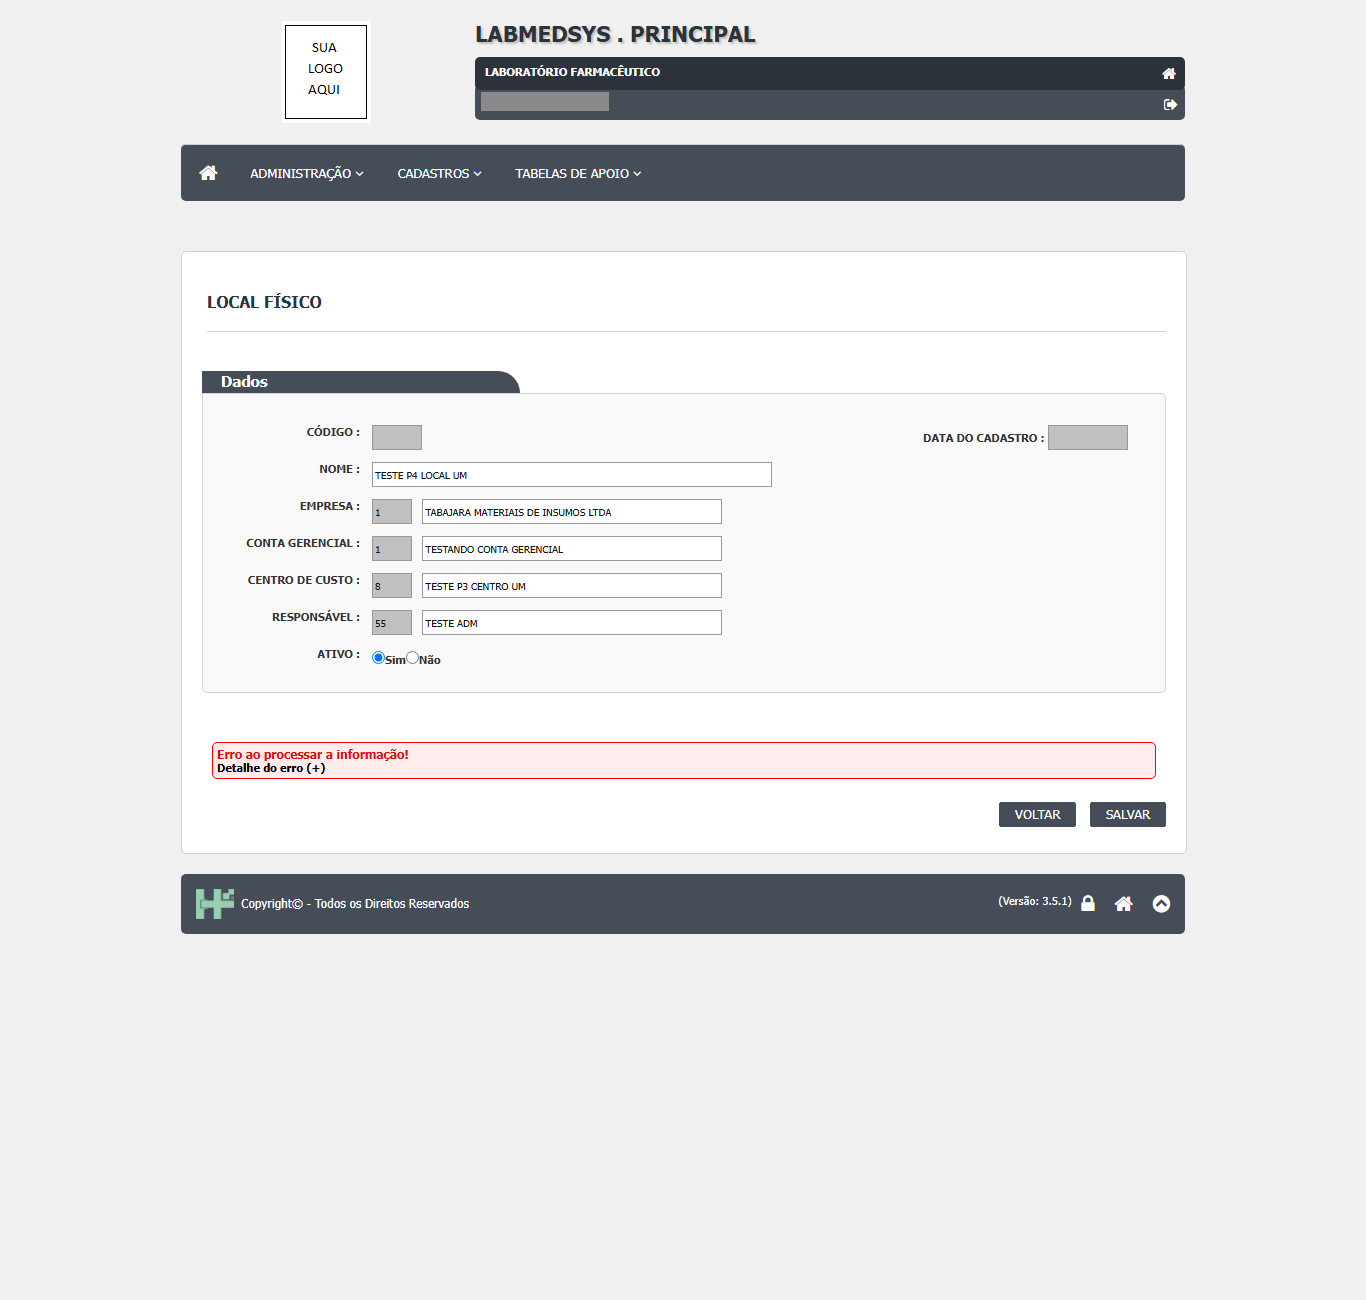 SUA
LOGO
AQUI
LABMEDSYS . PRINCIPAL
LABORATÓRIO FARMACÊUTICO
ADMINISTRAÇÃO CADASTROS TABELAS DE APOIO
LOCAL FÍSICO
Dados
CÓDIGO : DATA DO CADASTRO :
NOME : TESTE P4 LOCAL UM
EMPRESA : 1 TABAJARA MATERIAIS DE INSUMOS LTDA
CONTA GERENCIAL : 1 TESTANDO CONTA GERENCIAL
CENTRO DE CUSTO : 8 TESTE P3 CENTRO UM
RESPONSÁVEL : 55 TESTE ADM
ATIVO : Sim Não
Erro ao processar a informação!
Detalhe do erro (+)
VOLTAR SALVAR
Copyright© - Todos os Direitos Reservados (Versão: 3.5.1)